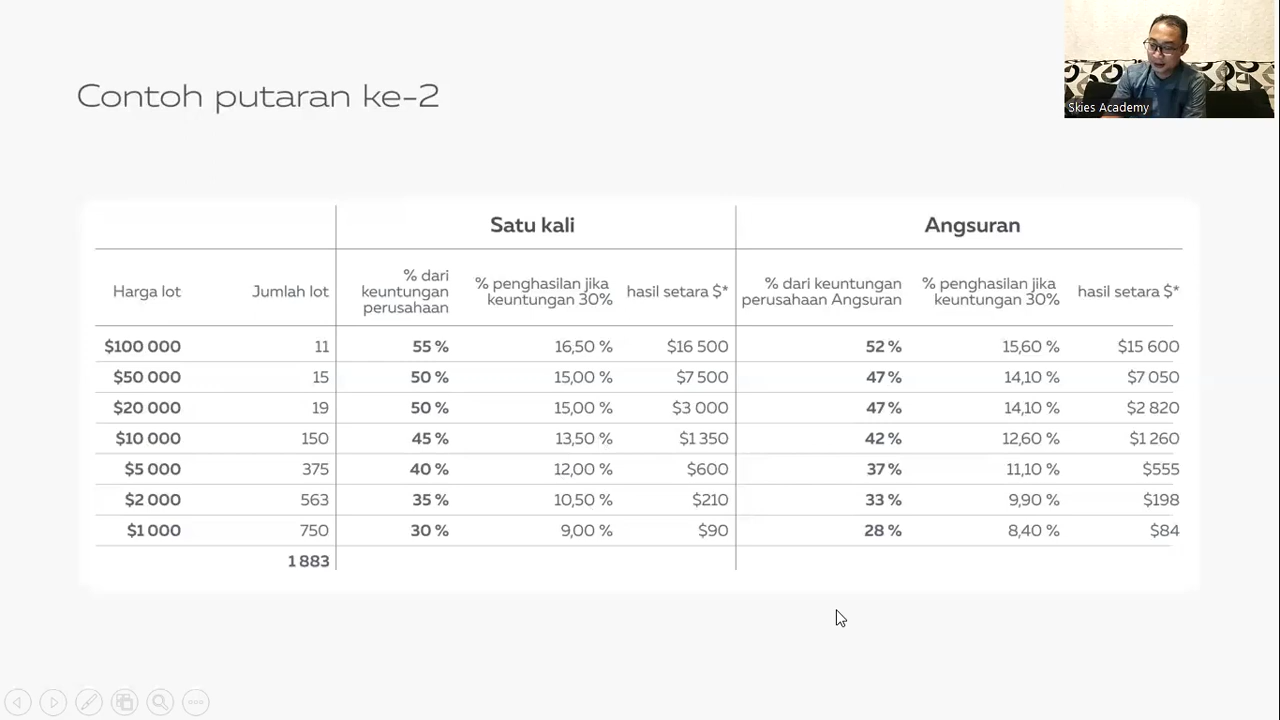 Skies Academy
Contoh putaran ke-2
Satu kali Angsuran
Harga lot Jumlah lot % dari keuntungan perusahaan % penghasilan jika keuntungan 30% hasil setara $* % dari keuntungan perusahaan Angsuran % penghasilan jika keuntungan 30% hasil setara $*
$100 000 11 55 % 16,50 % $16 500 52 % 15,60 % $15 600
$50 000 15 50 % 15,00 % $7 500 47 % 14,10 % $7 050
$20 000 19 50 % 15,00 % $3 000 47 % 14,10 % $2 820
$10 000 150 45 % 13,50 % $1 350 42 % 12,60 % $1 260
$5 000 375 40 % 12,00 % $600 37 % 11,10 % $555
$2 000 563 35 % 10,50 % $210 33 % 9,90 % $198
$1 000 750 30 % 9,00 % $90 28 % 8,40 % $84
1 883